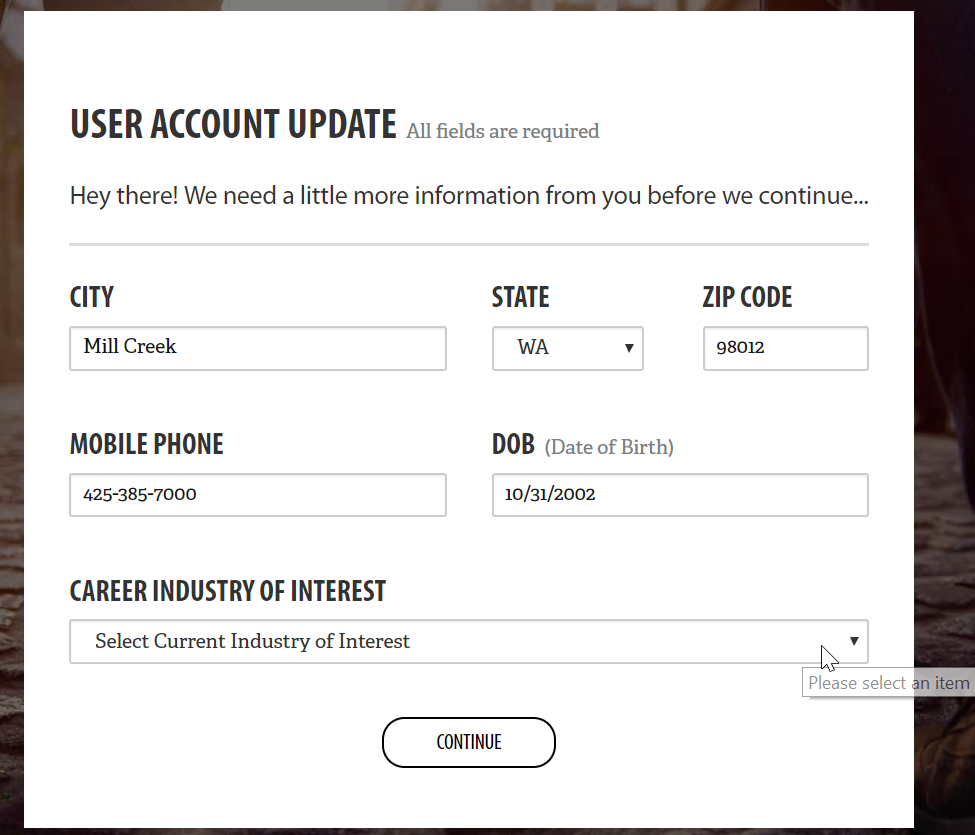 USER ACCOUNT UPDATE All fields are required
Hey there! We need a little more information from you before we continue...
CITY STATE ZIP CODE
Mill Creek WA 98012
MOBILE PHONE DOB (Date of Birth)
425-385-7000 10/31/2002
CAREER INDUSTRY OF INTEREST
Select Current Industry of Interest
Please select an item
CONTINUE